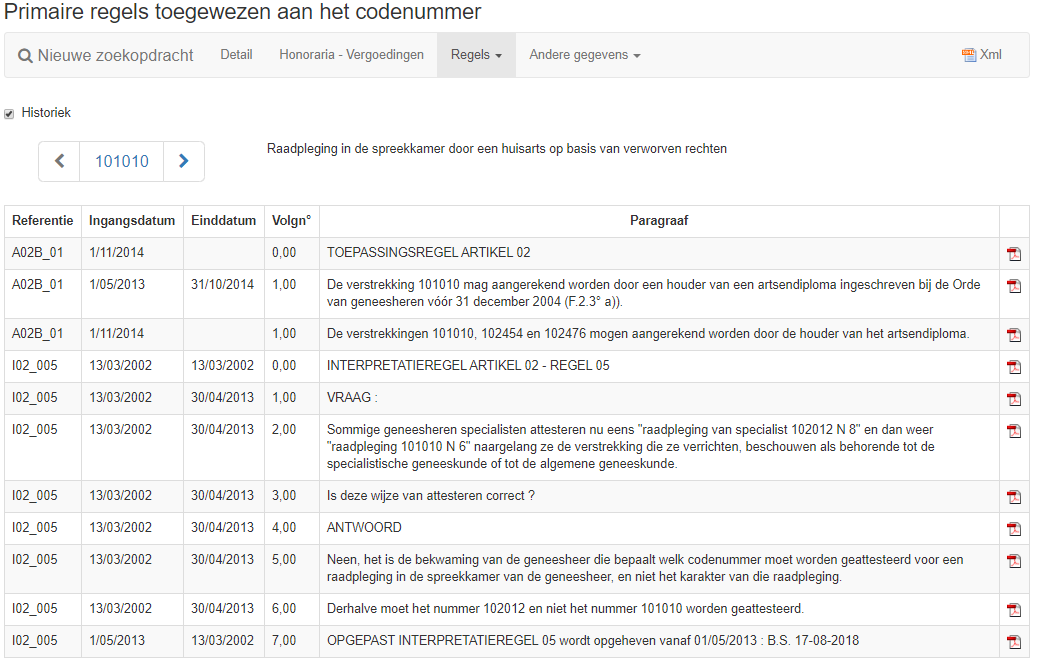 Primaire regels toegewezen aan het codenummer
Nieuwe zoekopdracht Detail Honoraria - Vergoedingen Regels Andere gegevens Xml
Historiek
101010 Raadpleging in de spreekkamer door een huisarts op basis van verworven rechten
Referentie Ingangsdatum Einddatum Volgn° Paragraaf
A02B_01 1/11/2014 0,00 TOEPASSINGSREGEL ARTIKEL 02
A02B_01 1/05/2013 31/10/2014 1,00 De verstrekking 101010 mag aangerekend worden door een houder van een artsendiploma ingeschreven bij de Orde
van geneesheren vóór 31 december 2004 (F.2.3° a)).
A02B_01 1/11/2014 1,00 De verstrekkingen 101010, 102454 en 102476 mogen aangerekend worden door de houder van het artsendiploma.
I02_005 13/03/2002 13/03/2002 0,00 INTERPRETATIEREGEL ARTIKEL 02 - REGEL 05
I02_005 13/03/2002 30/04/2013 1,00 VRAAG :
I02_005 13/03/2002 30/04/2013 2,00 Sommige geneesheren specialisten attesteren nu eens "raadpleging van specialist 102012 N 8" en dan weer
"raadpleging 101010 N 6" naargelang ze de verstrekking die ze verrichten, beschouwen als behorende tot de
specialistische geneeskunde of tot de algemene geneeskunde.
I02_005 13/03/2002 30/04/2013 3,00 Is deze wijze van attesteren correct ?
I02_005 13/03/2002 30/04/2013 4,00 ANTWOORD
I02_005 13/03/2002 30/04/2013 5,00 Neen, het is de bekwaming van de geneesheer die bepaalt welk codenummer moet worden geattesteerd voor een
raadpleging in de spreekkamer van de geneesheer, en niet het karakter van die raadpleging.
I02_005 13/03/2002 30/04/2013 6,00 Derhalve moet het nummer 102012 en niet het nummer 101010 worden geattesteerd.
I02_005 1/05/2013 13/03/2002 7,00 OPGEPAST INTERPRETATIEREGEL 05 wordt opgeheven vanaf 01/05/2013 : B.S. 17-08-2018